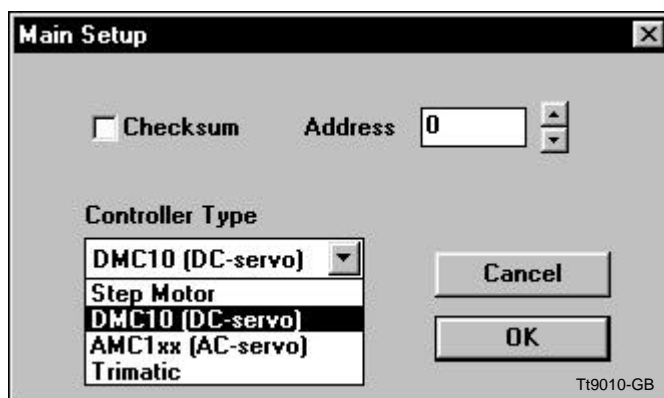 Main Setup
Checksum
Address
0
Controller Type
DMC10 (DC-servo)
Step Motor
DMC10 (DC-servo)
AMC1xx (AC-servo)
Trimatic
Cancel
OK
Tt9010-GB